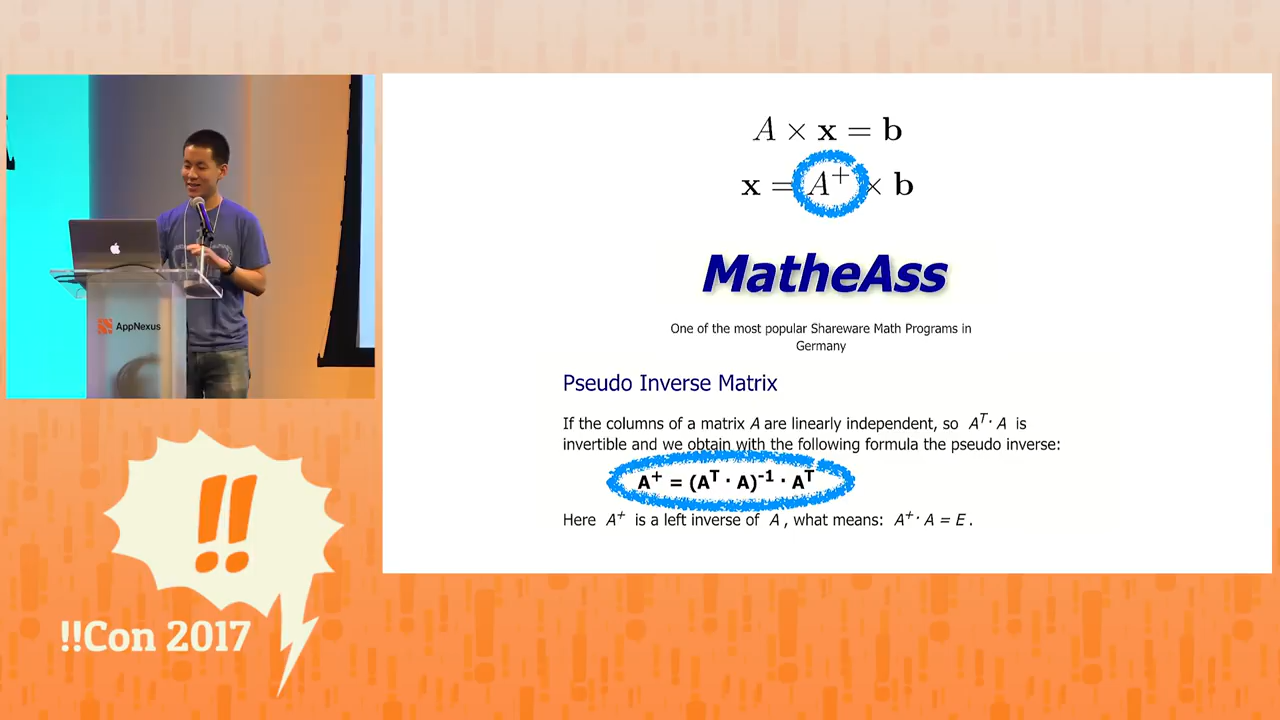 A × x = b
x = A⁺ × b
MatheAss
One of the most popular Shareware Math Programs in
Germany
Pseudo Inverse Matrix
If the columns of a matrix A are linearly independent, so Aᵀ· A is
invertible and we obtain with the following formula the pseudo inverse:
A⁺ = (Aᵀ · A)⁻¹ · Aᵀ
Here A⁺ is a left inverse of A , what means: A⁺· A = E .
AppNexus
!!
!!Con 2017